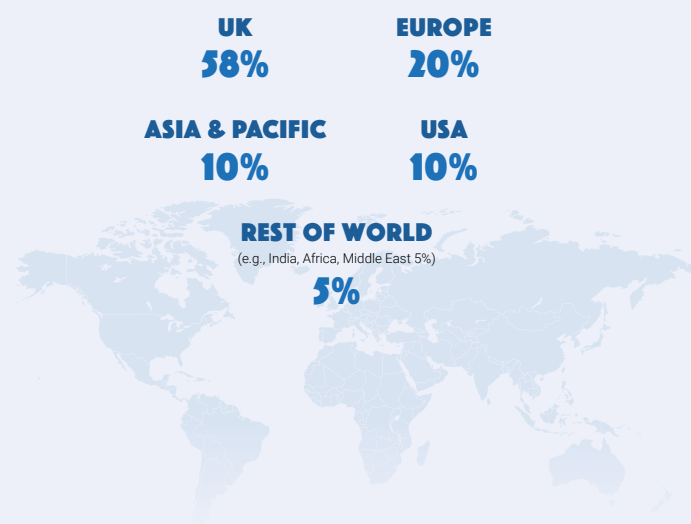 UK
58%
EUROPE
20%
ASIA & PACIFIC
10%
USA
10%
REST OF WORLD
(e.g., India, Africa, Middle East 5%)
5%